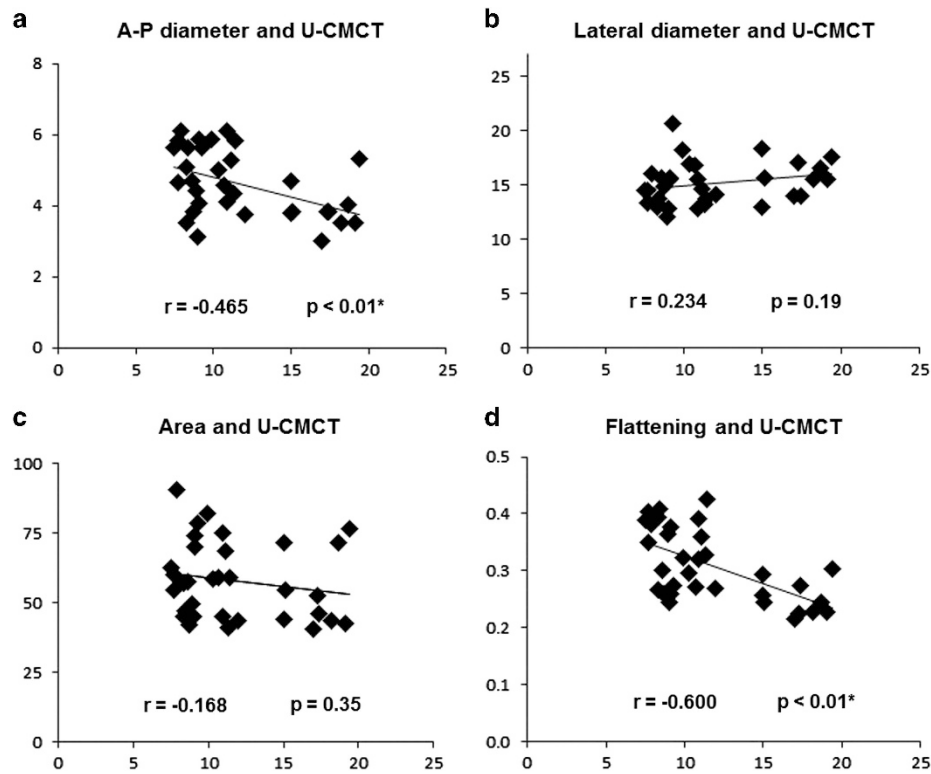 a
A-P diameter and U-CMCT
8
6
4
2
0
r = -0.465 p < 0.01*
0 5 10 15 20 25
b
Lateral diameter and U-CMCT
25
20
15
10
5
0
r = 0.234 p = 0.19
0 5 10 15 20 25
c
Area and U-CMCT
100
75
50
25
0
r = -0.168 p = 0.35
0 5 10 15 20 25
d
Flattening and U-CMCT
0.5
0.4
0.3
0.2
0.1
0.0
r = -0.600 p < 0.01*
0 5 10 15 20 25